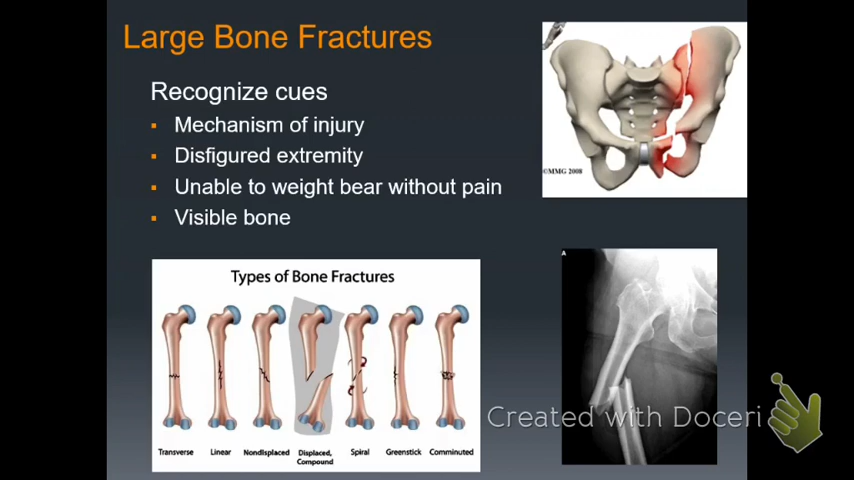 Large Bone Fractures
Recognize cues
▪ Mechanism of injury
▪ Disfigured extremity
▪ Unable to weight bear without pain
▪ Visible bone
©MMG 2008
Types of Bone Fractures
Transverse
Linear
Nondisplaced
Displaced,
Compound
Spiral
Greenstick
Comminuted
A
Created with Doceri